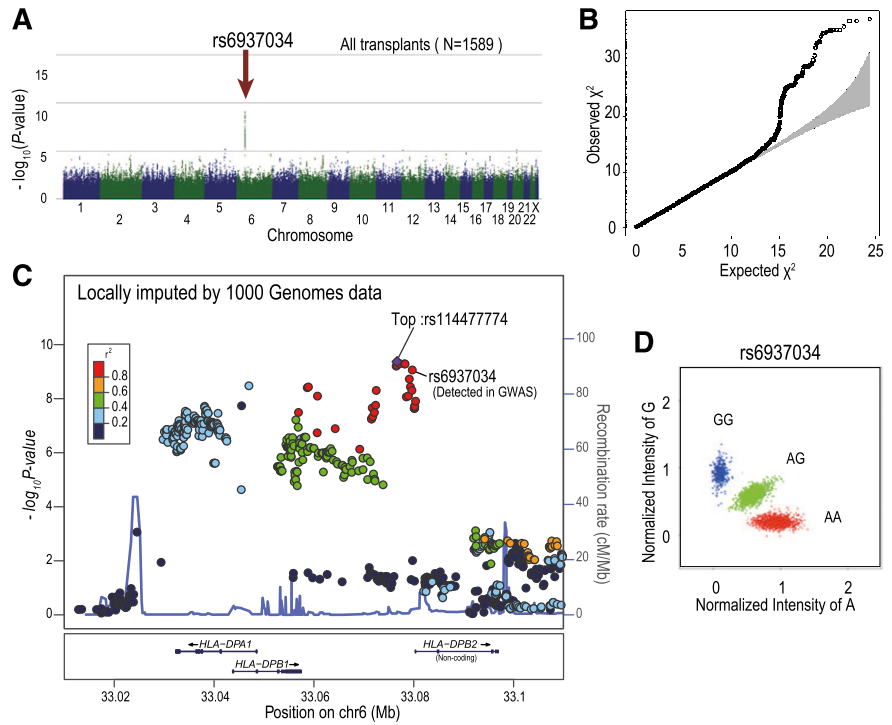 A
rs6937034
All transplants ( N=1589 )
- log10(P-value)
15
10
5
0
1 3 5 7 9 11 13 15 17 19 21 X
2 4 6 8 10 12 14 16 18 20 22
Chromosome
B
Observed χ²
30
20
10
0
0 5 10 15 20 25
Expected χ²
C
Locally imputed by 1000 Genomes data
Top :rs114477774
rs6937034
(Detected in GWAS)
r²
0.8
0.6
0.4
0.2
- log10P-value
10
8
6
4
2
0
Recombination rate (cM/Mb)
100
80
60
40
20
0
HLA-DPA1
HLA-DPB1
HLA-DPB2
(Non-coding)
33.02 33.04 33.06 33.08 33.1
Position on chr6 (Mb)
D
rs6937034
Normalized Intensity of G
2
1
0
GG
AG
AA
0 1 2
Normalized Intensity of A